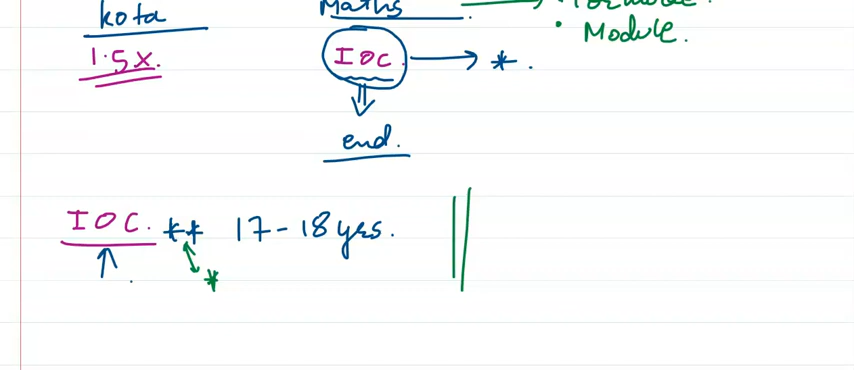 kota
Maths
Module.
1.5x.
IOC. → *.
end.
IOC. ** 17-18 yrs.
*